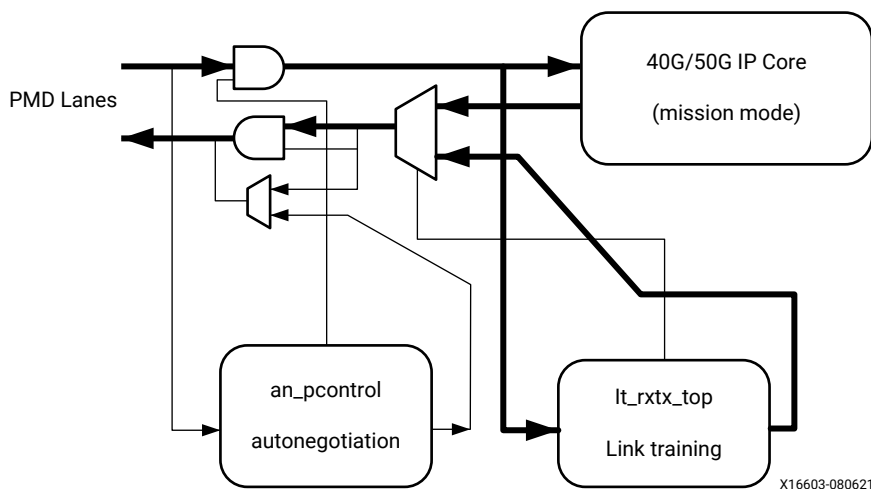 40G/50G IP Core
(mission mode)
PMD Lanes
an_pcontrol
autonegotiation
lt_rxtx_top
Link training
X16603-080621